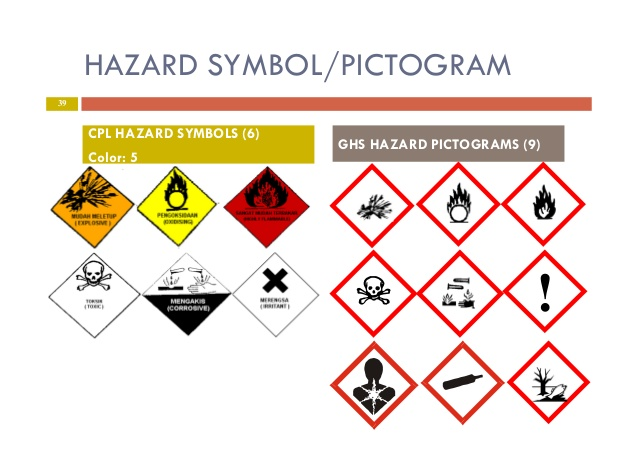 HAZARD SYMBOL/PICTOGRAM
39
CPL HAZARD SYMBOLS (6)
Color: 5
GHS HAZARD PICTOGRAMS (9)
MUDAH MELETUP
( EXPLOSIVE )
PENGOKSIDAAN
(OXIDISING)
TOKSIK
( TOXIC )
MENGAKIS
(CORROSIVE)
MERENGSA
( IRRITANT )